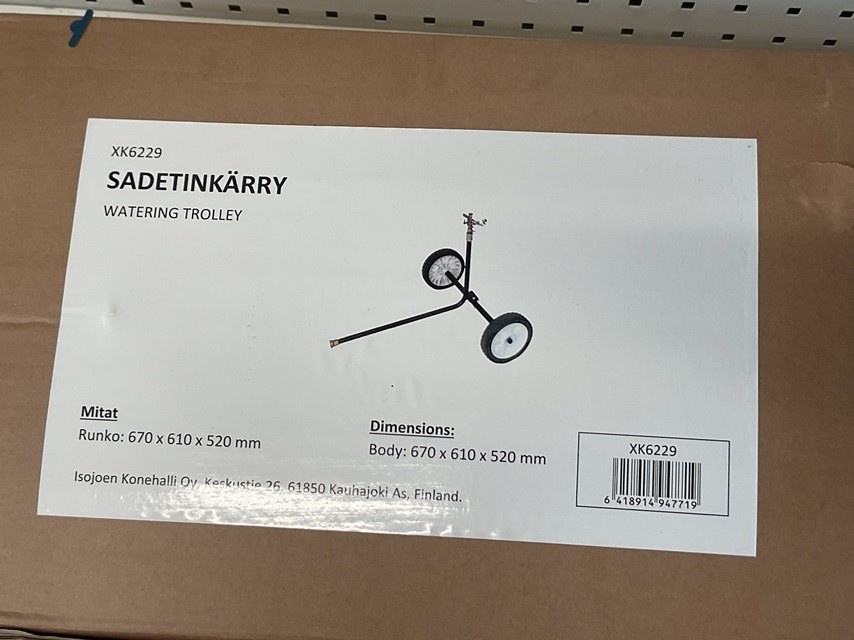 XK6229
SADETINKÄRRY
WATERING TROLLEY
Mitat
Runko: 670 x 610 x 520 mm
Dimensions:
Body: 670 x 610 x 520 mm
Isojoen Konehalli Oy, Keskustie 26, 61850 Kauhajoki As, Finland.
XK6229
6 418914 947719